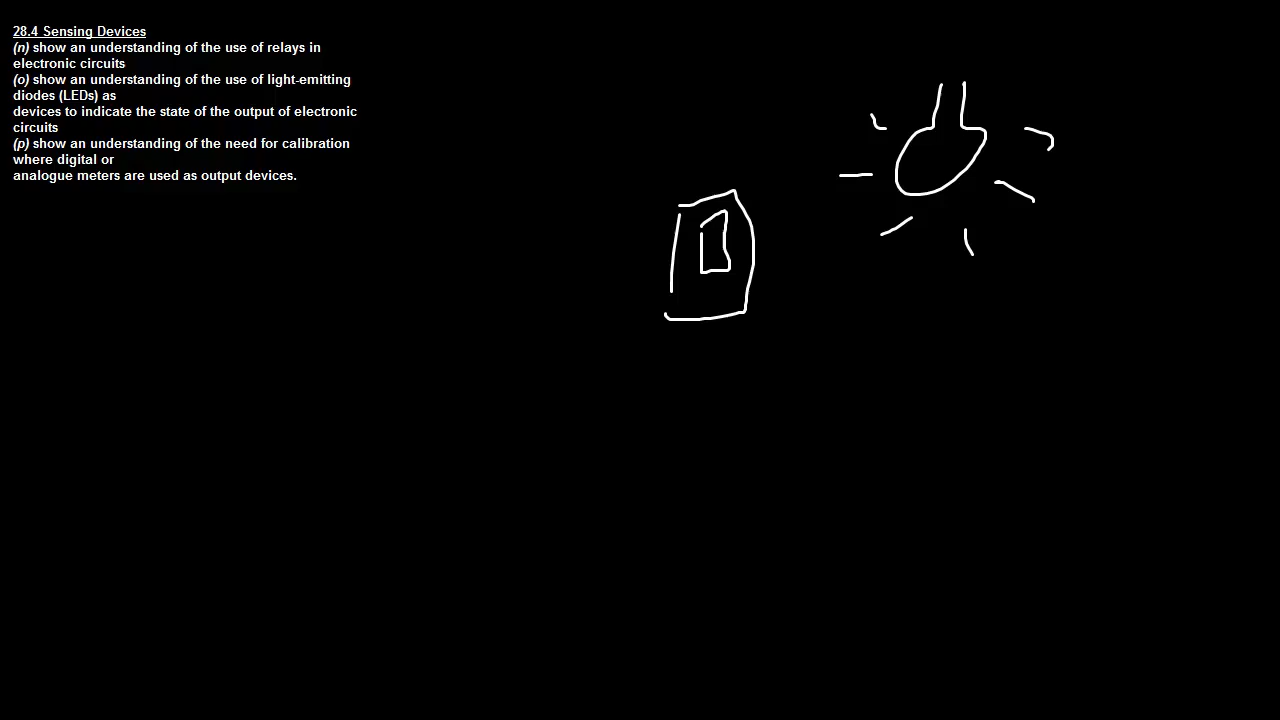 28.4 Sensing Devices
(n) show an understanding of the use of relays in
electronic circuits
(o) show an understanding of the use of light-emitting
diodes (LEDs) as
devices to indicate the state of the output of electronic
circuits
(p) show an understanding of the need for calibration
where digital or
analogue meters are used as output devices.